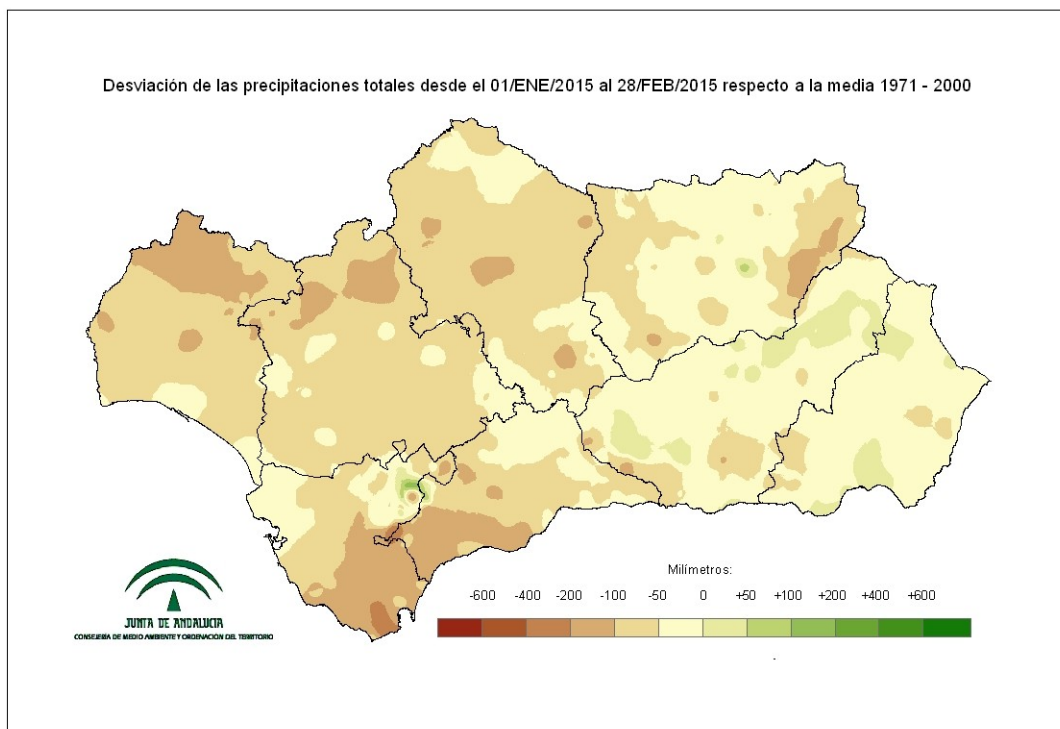 Desviación de las precipitaciones totales desde el 01/ENE/2015 al 28/FEB/2015 respecto a la media 1971 - 2000
Milímetros:
-600 -400 -200 -100 -50 0 +50 +100 +200 +400 +600
JUNTA DE ANDALUCIA
CONSEJERÍA DE MEDIO AMBIENTE Y ORDENACIÓN DEL TERRITORIO